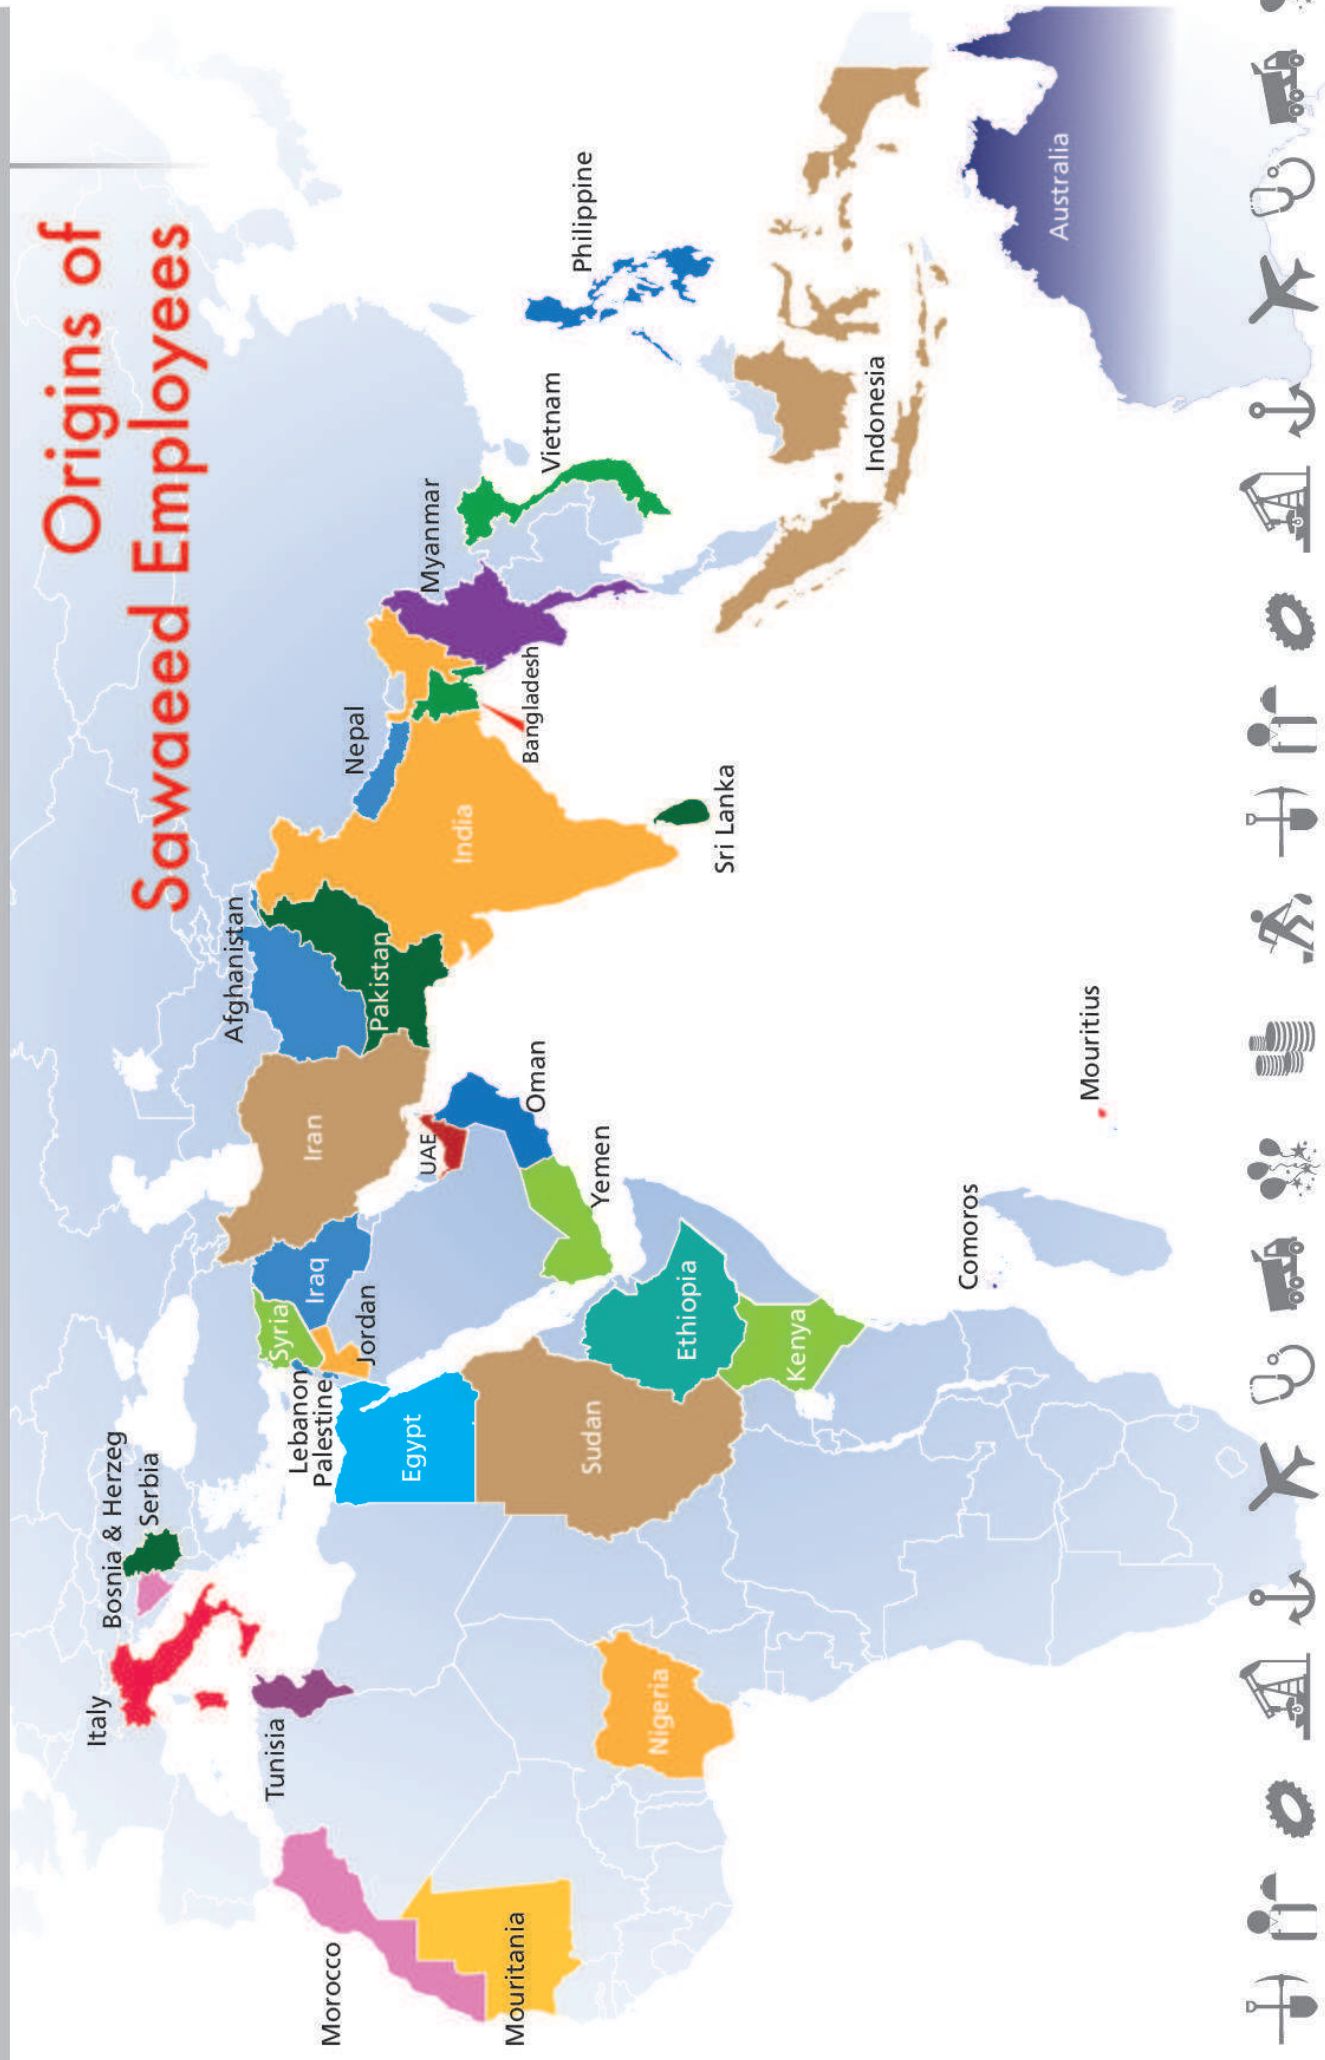 Origins of
Sawaeed Employees
Italy
Bosnia & Herzeg
Serbia
Tunisia
Morocco
Mouritania
Nigeria
Lebanon
Palestine
Egypt
Sudan
Syria
Jordan
Iraq
Iran
Ethiopia
Kenya
Yemen
Oman
UAE
Afghanistan
Pakistan
India
Nepal
Bangladesh
Sri Lanka
Myanmar
Vietnam
Philippine
Indonesia
Australia
Comoros
Mouritius